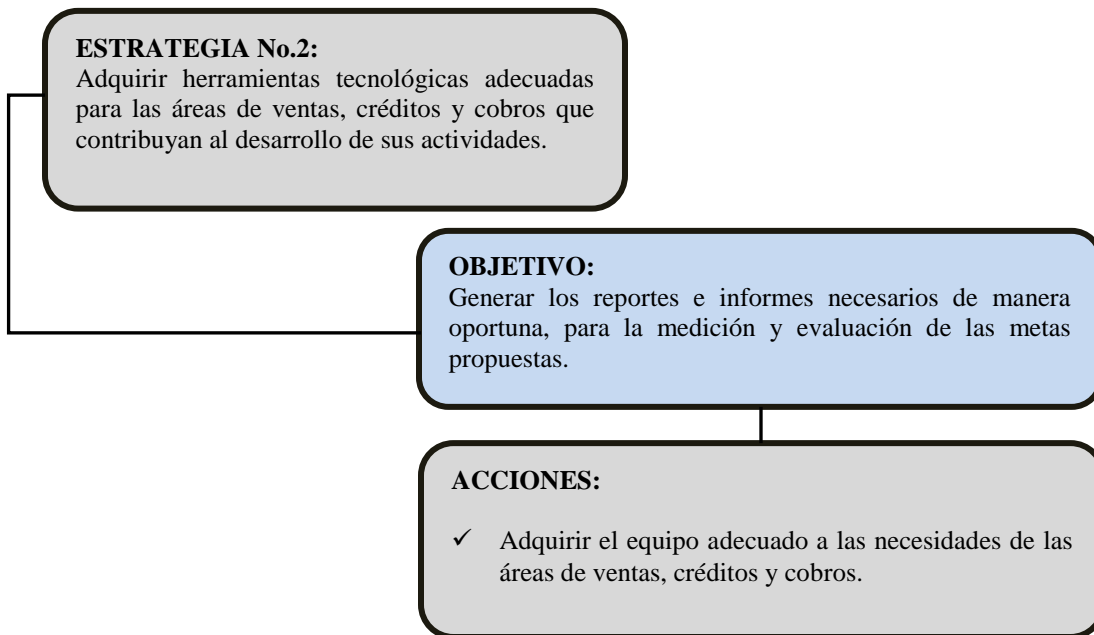 ESTRATEGIA No.2:
Adquirir herramientas tecnológicas adecuadas
para las áreas de ventas, créditos y cobros que
contribuyan al desarrollo de sus actividades.
OBJETIVO:
Generar los reportes e informes necesarios de manera
oportuna, para la medición y evaluación de las metas
propuestas.
ACCIONES:
✓ Adquirir el equipo adecuado a las necesidades de las
áreas de ventas, créditos y cobros.